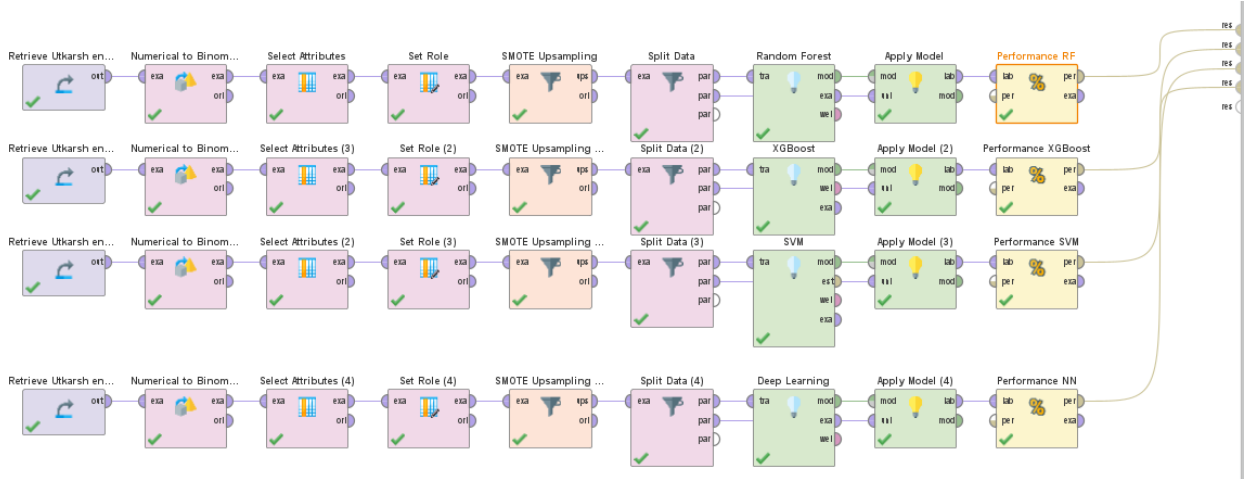 res
res
res
res
res
Retrieve Utkarsh en... Numerical to Binom... Select Attributes Set Role SMOTE Upsampling Split Data Random Forest Apply Model Performance RF
out exa exa exa exa exa exa exa ups exa par tra mod mod lab lab per
ori ori ori ori par exa unl mod per exa
par wei
Retrieve Utkarsh en... Numerical to Binom... Select Attributes (3) Set Role (2) SMOTE Upsampling ... Split Data (2) XGBoost Apply Model (2) Performance XGBoost
out exa exa exa exa exa exa exa ups exa par tra mod mod lab lab per
ori ori ori ori par wei unl mod per exa
par exa
Retrieve Utkarsh en... Numerical to Binom... Select Attributes (2) Set Role (3) SMOTE Upsampling ... Split Data (3) SVM Apply Model (3) Performance SVM
out exa exa exa exa exa exa exa ups exa par tra mod mod lab lab per
ori ori ori ori par est unl mod per exa
par wei
exa
Retrieve Utkarsh en... Numerical to Binom... Select Attributes (4) Set Role (4) SMOTE Upsampling ... Split Data (4) Deep Learning Apply Model (4) Performance NN
out exa exa exa exa exa exa exa ups exa par tra mod mod lab lab per
ori ori ori ori par exa unl mod per exa
par wei